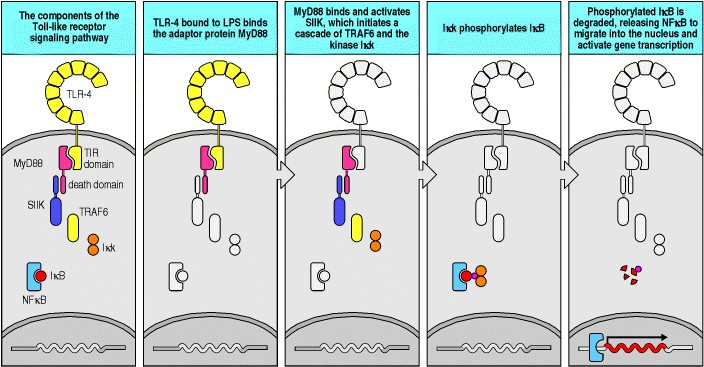 The components of the
Toll-like receptor
signaling pathway
TLR-4 bound to LPS binds
the adaptor protein MyD88
MyD88 binds and activates
SIIK, which initiates a
cascade of TRAF6 and the
kinase Iκk
Iκk phosphorylates IκB
Phosphorylated IκB is
degraded, releasing NFκB to
migrate into the nucleus and
activate gene transcription
TLR-4
MyD88
TIR
domain
death domain
SIIK
TRAF6
Iκk
IκB
NFκB